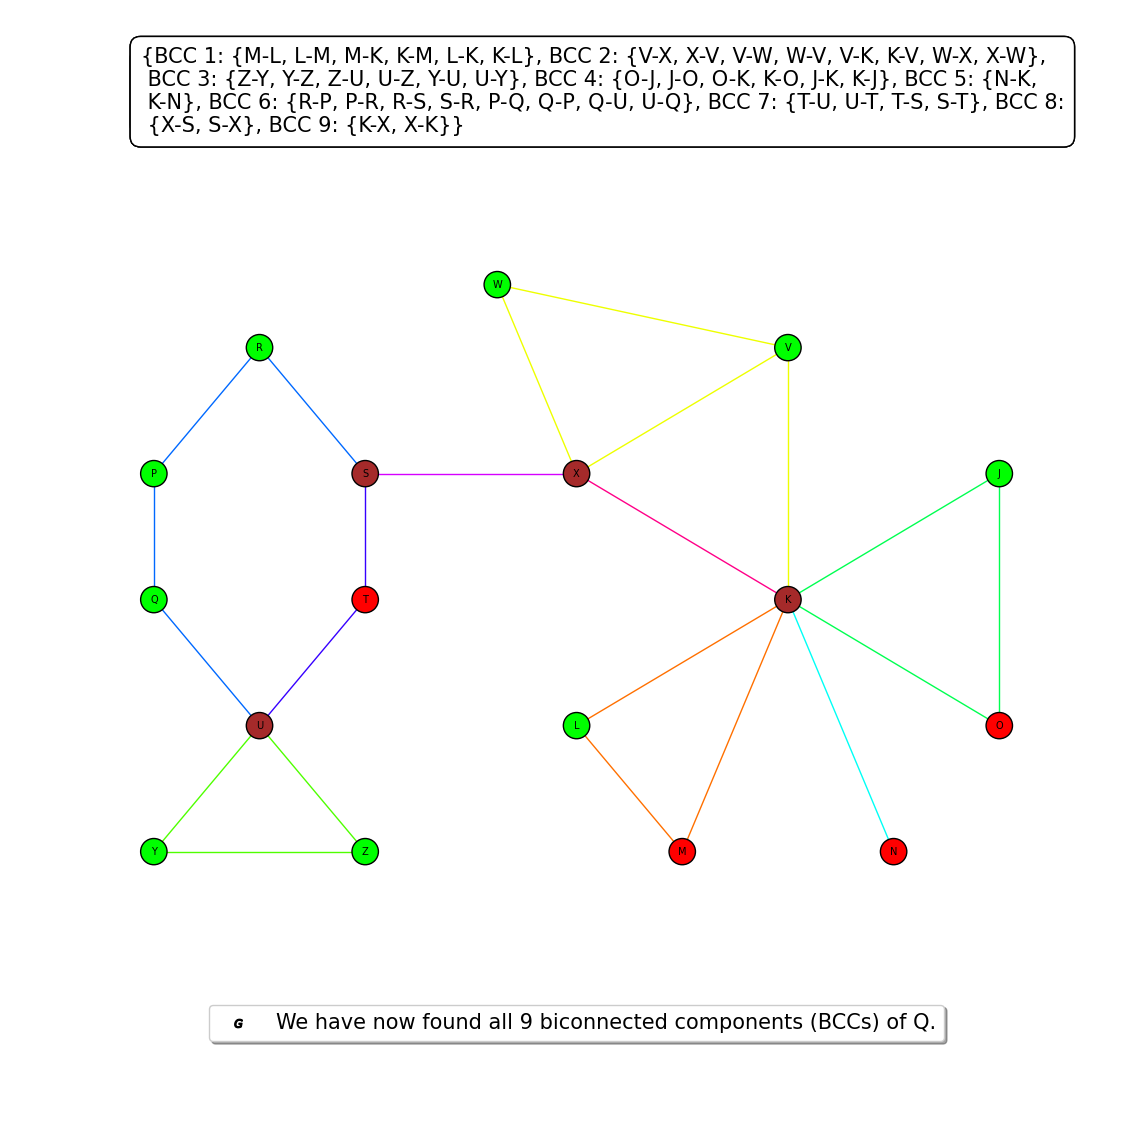 {BCC 1: {M-L, L-M, M-K, K-M, L-K, K-L}, BCC 2: {V-X, X-V, V-W, W-V, V-K, K-V, W-X, X-W},
BCC 3: {Z-Y, Y-Z, Z-U, U-Z, Y-U, U-Y}, BCC 4: {O-J, J-O, O-K, K-O, J-K, K-J}, BCC 5: {N-K,
K-N}, BCC 6: {R-P, P-R, R-S, S-R, P-Q, Q-P, Q-U, U-Q}, BCC 7: {T-U, U-T, T-S, S-T}, BCC 8:
{X-S, S-X}, BCC 9: {K-X, X-K}}
W
R
V
P
S
X
J
Q
T
K
U
L
O
Y
Z
M
N
G We have now found all 9 biconnected components (BCCs) of Q.